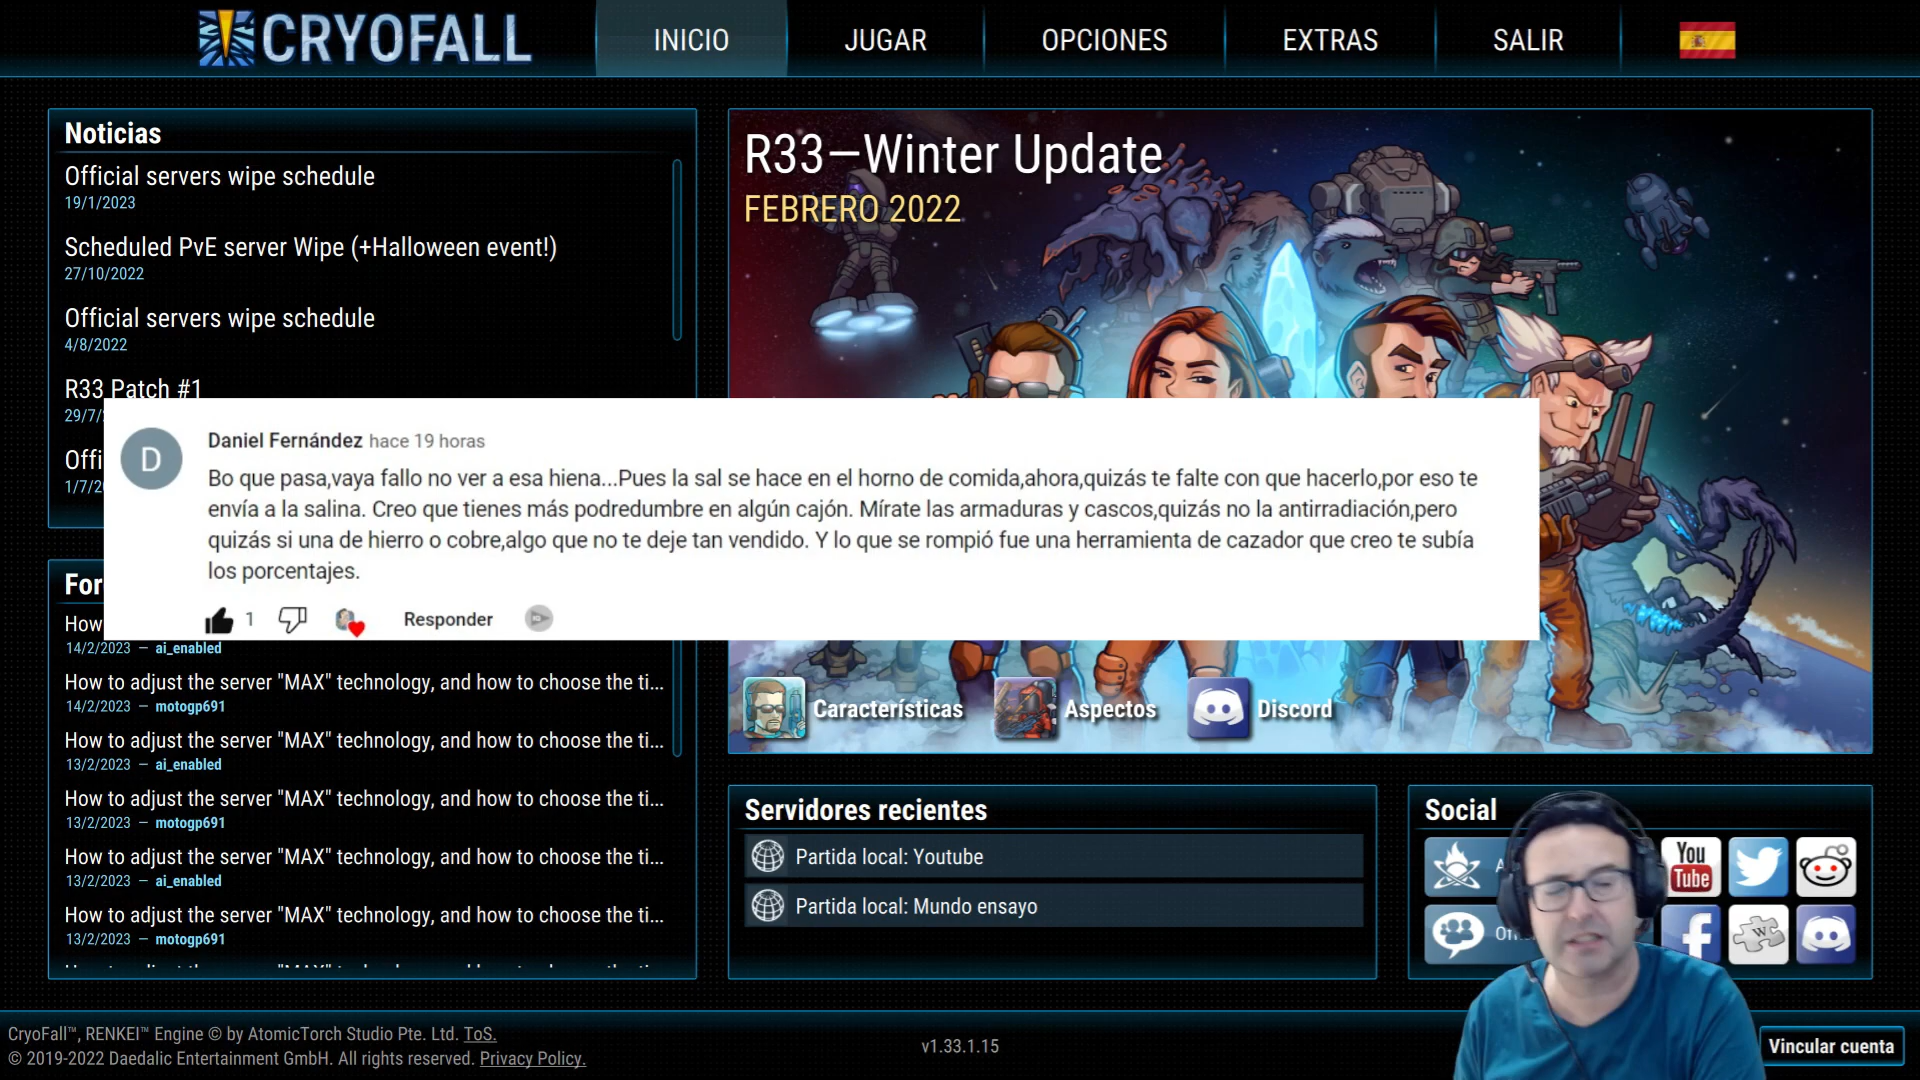 CRYOFALL
INICIO
JUGAR
OPCIONES
EXTRAS
SALIR
Noticias
Official servers wipe schedule
19/1/2023
Scheduled PvE server Wipe (+Halloween event!)
27/10/2022
Official servers wipe schedule
4/8/2022
R33 Patch #1
29/7/
Offi
1/7/20
R33—Winter Update
FEBRERO 2022
D
Daniel Fernández hace 19 horas
Bo que pasa,vaya fallo no ver a esa hiena...Pues la sal se hace en el horno de comida,ahora,quizás te falte con que hacerlo,por eso te
envía a la salina. Creo que tienes más podredumbre en algún cajón. Mírate las armaduras y cascos,quizás no la antirradiación,pero
quizás si una de hierro o cobre,algo que no te deje tan vendido. Y lo que se rompió fue una herramienta de cazador que creo te subía
los porcentajes.
1
Responder
For
How
14/2/2023 — ai_enabled
How to adjust the server "MAX" technology, and how to choose the ti...
14/2/2023 — motogp691
How to adjust the server "MAX" technology, and how to choose the ti...
13/2/2023 — ai_enabled
How to adjust the server "MAX" technology, and how to choose the ti...
13/2/2023 — motogp691
How to adjust the server "MAX" technology, and how to choose the ti...
13/2/2023 — ai_enabled
How to adjust the server "MAX" technology, and how to choose the ti...
13/2/2023 — motogp691
Características
Aspectos
Discord
Servidores recientes
Partida local: Youtube
Partida local: Mundo ensayo
Social
You
Tube
W
CryoFall™, RENKEI™ Engine © by AtomicTorch Studio Pte. Ltd. ToS.
© 2019-2022 Daedalic Entertainment GmbH. All rights reserved. Privacy Policy.
v1.33.1.15
Vincular cuenta